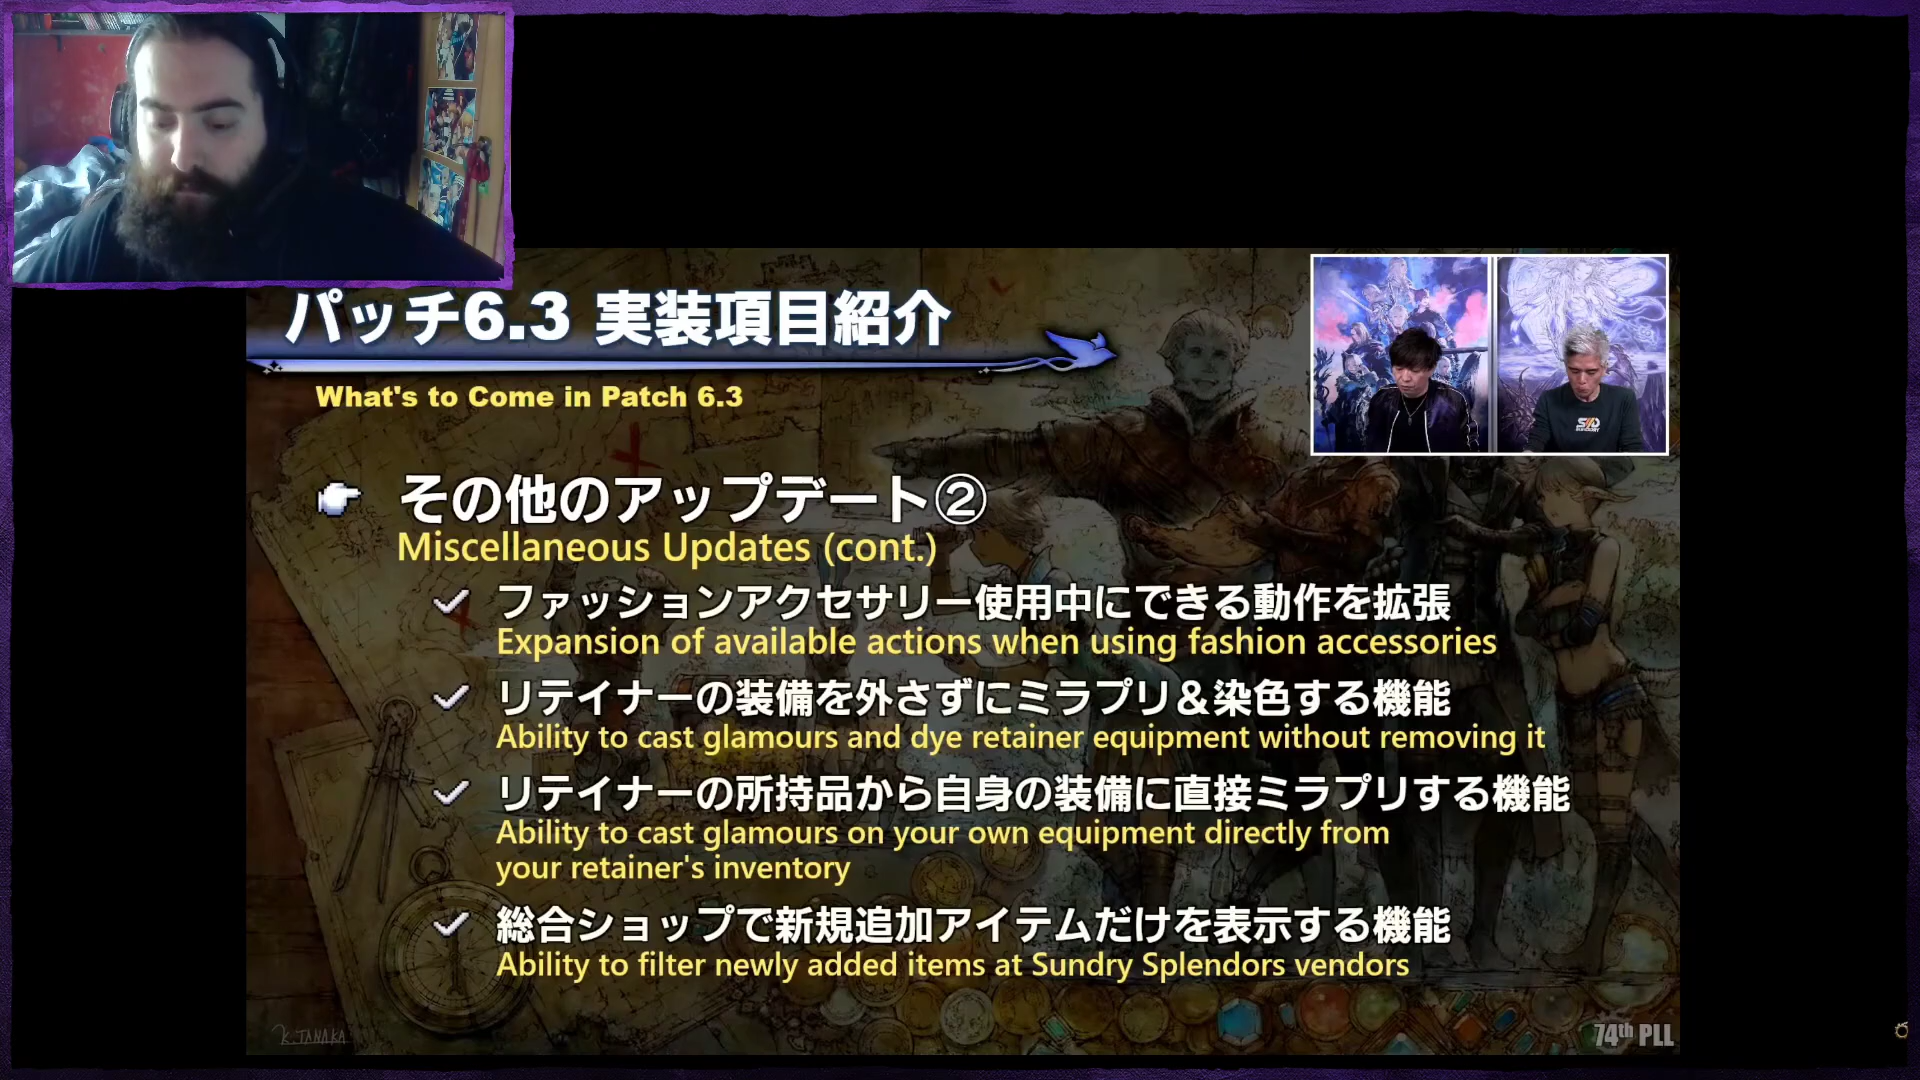 パッチ6.3 実装項目紹介
What's to Come in Patch 6.3
その他のアップデート②
Miscellaneous Updates (cont.)
ファッションアクセサリー使用中にできる動作を拡張
Expansion of available actions when using fashion accessories
リテイナーの装備を外さずにミラプリ&染色する機能
Ability to cast glamours and dye retainer equipment without removing it
リテイナーの所持品から自身の装備に直接ミラプリする機能
Ability to cast glamours on your own equipment directly from
your retainer's inventory
総合ショップで新規追加アイテムだけを表示する機能
Ability to filter newly added items at Sundry Splendors vendors
K.TANAKA
74th PLL